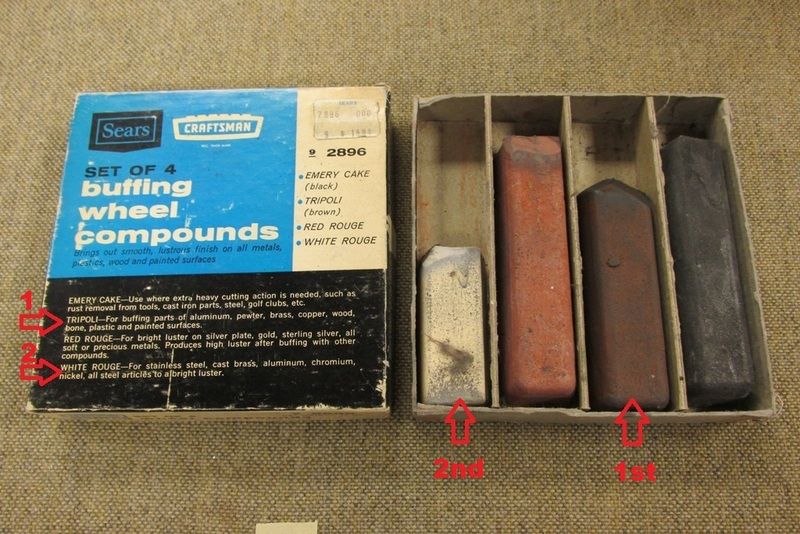 Sears
CRAFTSMAN
SEARS
2896
9 2896
SET OF 4
buffing
wheel
compounds
Brings out smooth, lustrous finish on all metals,
plastics, wood and painted surfaces
• EMERY CAKE
(black)
• TRIPOLI
(brown)
• RED ROUGE
• WHITE ROUGE
EMERY CAKE—Use where extra heavy cutting action is needed, such as
rust removal from tools, cast iron parts, steel, golf clubs, etc.
TRIPOLI—For buffing parts of aluminum, pewter, brass, copper, wood,
bone, plastic and painted surfaces.
RED ROUGE—For bright luster on silver plate, gold, sterling silver, all
soft or precious metals. Produces high luster after buffing with other
compounds.
WHITE ROUGE—For stainless steel, cast brass, aluminum, chromium,
nickel, all steel articles to a bright luster.
1
2
2nd
1st